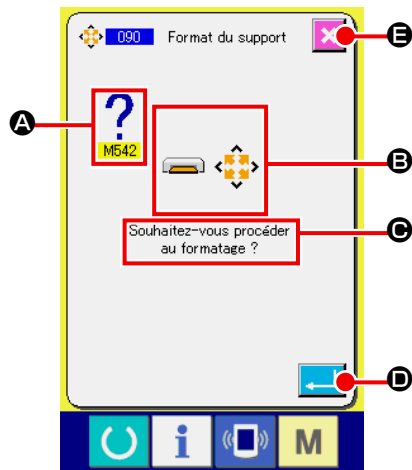 090 Format du support
E
A
?
M542
B
Souhaitez-vous procéder
au formatage ?
C
D
i
M